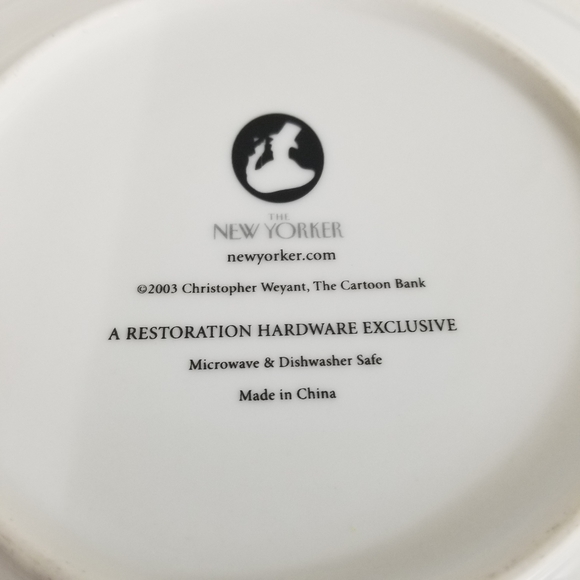 THE
NEW YORKER
newyorker.com
©2003 Christopher Weyant, The Cartoon Bank
A RESTORATION HARDWARE EXCLUSIVE
Microwave & Dishwasher Safe
Made in China